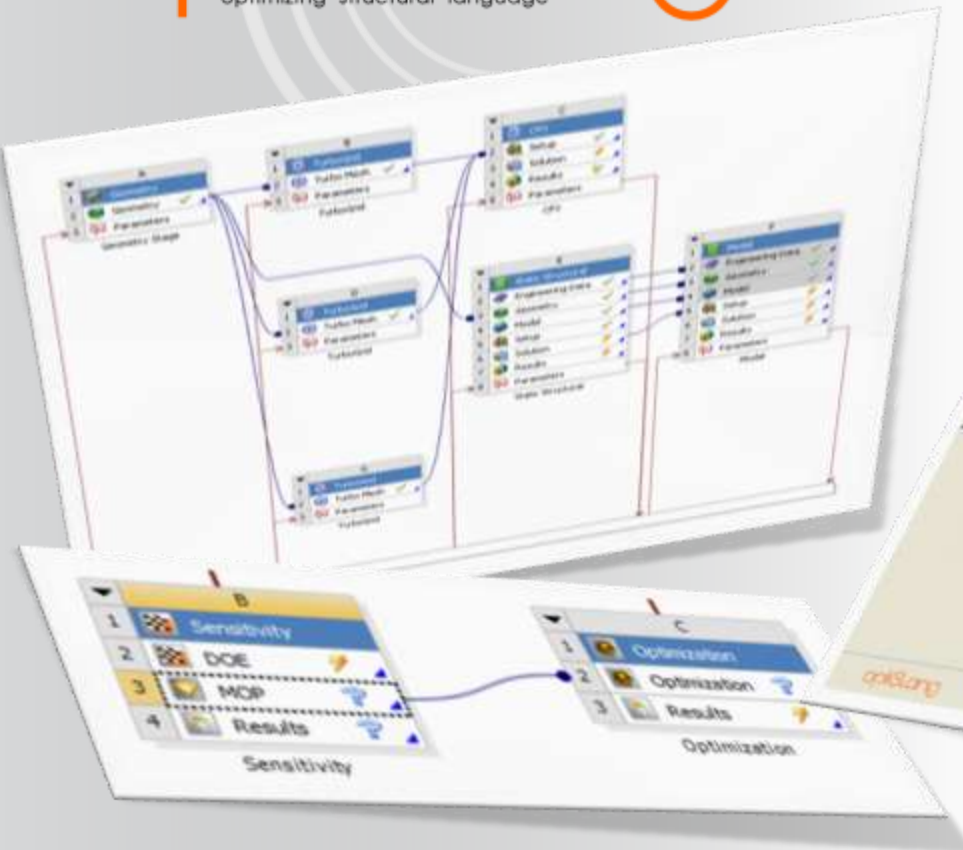 optimizing structural language
A
Geometry
Geometry
Parameters
Geometry Stage
B
TurboGrid
Turbo Mesh
Parameters
TurboGrid
C
CFX
Setup
Solution
Results
Parameters
CFX
D
TurboGrid
Turbo Mesh
Parameters
TurboGrid
E
Static Structural
Engineering Data
Geometry
Model
Setup
Solution
Results
Parameters
Static Structural
F
Modal
Engineering Data
Geometry
Model
Setup
Solution
Results
Parameters
Modal
TurboGrid
Turbo Mesh
Parameters
TurboGrid
B
1 Sensitivity
2 DOE
3 MOP
4 Results
Sensitivity
C
1 Optimization
2 Optimization
3 Results
Optimization
optiSLang